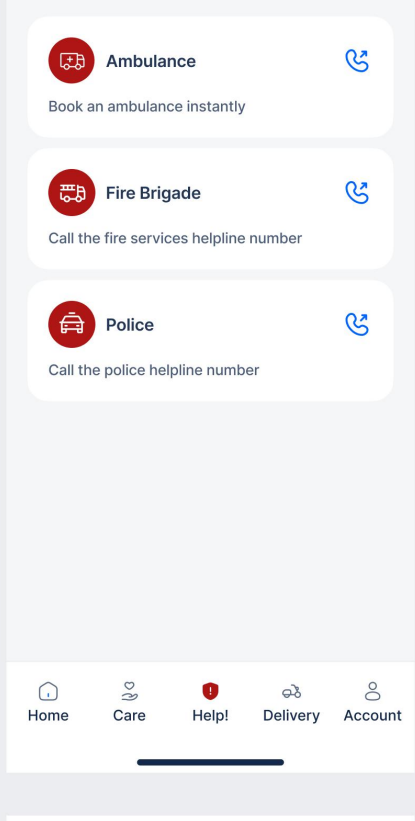 Ambulance
Book an ambulance instantly
Fire Brigade
Call the fire services helpline number
Police
Call the police helpline number
Home Care Help! Delivery Account